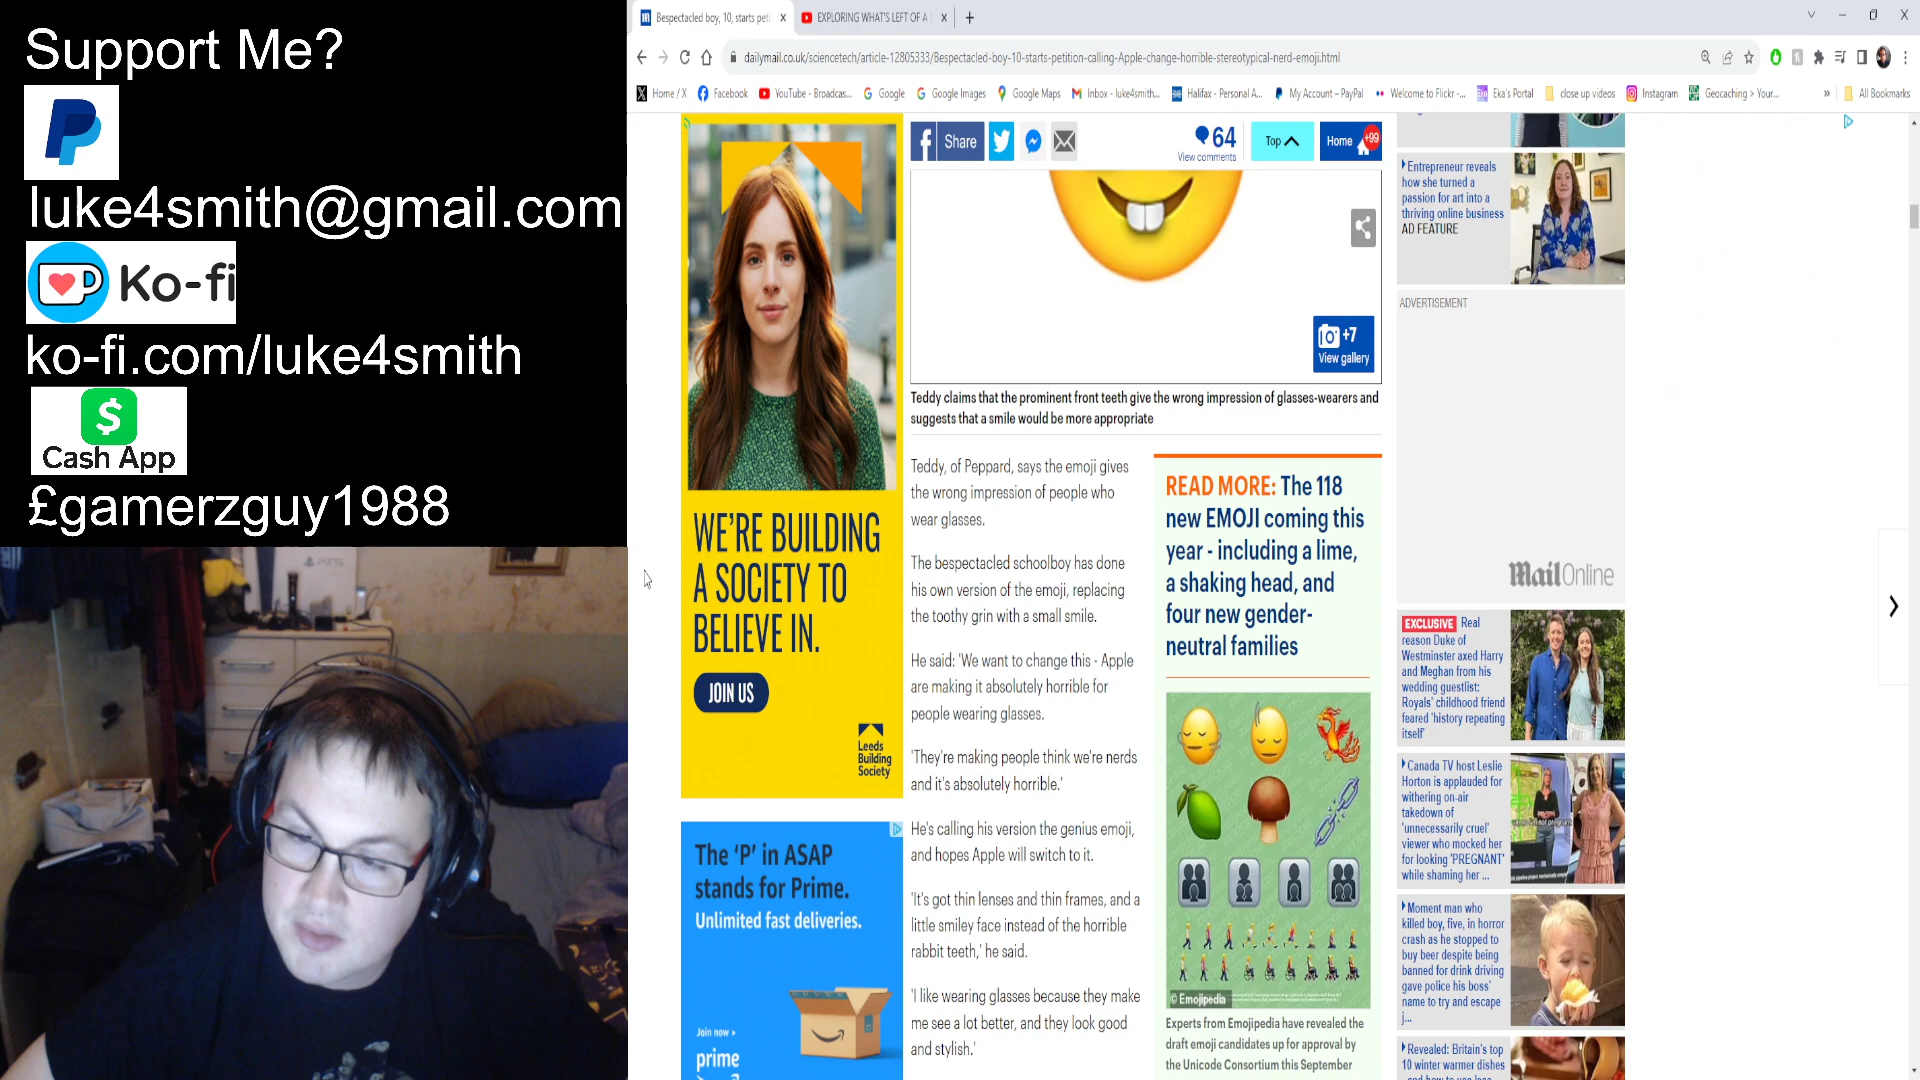 Support Me?
luke4smith@gmail.com
Ko-fi
ko-fi.com/luke4smith
Cash App
£gamerzguy1988
Bespectacled boy, 10, starts peti
EXPLORING WHAT'S LEFT OF A
dailymail.co.uk/sciencetech/article-12805333/Bespectacled-boy-10-starts-petition-calling-Apple-change-horrible-stereotypical-nerd-emoji.html
Home / X
Facebook
YouTube - Broadcas...
Google
Google Images
Google Maps
Inbox - luke4smith...
Halifax - Personal A...
My Account – PayPal
Welcome to Flickr -...
Eka's Portal
close up videos
Instagram
Geocaching > Your...
»
All Bookmarks
WE'RE BUILDING
A SOCIETY TO
BELIEVE IN.
JOIN US
Leeds
Building
Society
The 'P' in ASAP
stands for Prime.
Unlimited fast deliveries.
Join now »
prime
Share
64
View comments
Top
Home
+99
+7
View gallery
Teddy claims that the prominent front teeth give the wrong impression of glasses-wearers and
suggests that a smile would be more appropriate
Teddy, of Peppard, says the emoji gives
the wrong impression of people who
wear glasses.
The bespectacled schoolboy has done
his own version of the emoji, replacing
the toothy grin with a small smile.
He said: 'We want to change this - Apple
are making it absolutely horrible for
people wearing glasses.
'They're making people think we're nerds
and it's absolutely horrible.'
He's calling his version the genius emoji,
and hopes Apple will switch to it.
'It's got thin lenses and thin frames, and a
little smiley face instead of the horrible
rabbit teeth,' he said.
'I like wearing glasses because they make
me see a lot better, and they look good
and stylish.'
READ MORE: The 118
new EMOJI coming this
year - including a lime,
a shaking head, and
four new gender-
neutral families
© Emojipedia
Experts from Emojipedia have revealed the
draft emoji candidates up for approval by
the Unicode Consortium this September
Entrepreneur reveals
how she turned a
passion for art into a
thriving online business
AD FEATURE
ADVERTISEMENT
Mail Online
EXCLUSIVE Real
reason Duke of
Westminster axed Harry
and Meghan from his
wedding guestlist:
Royals' childhood friend
feared 'history repeating
itself'
Canada TV host Leslie
Horton is applauded for
withering on-air
takedown of
'unnecessarily cruel'
viewer who mocked her
for looking 'PREGNANT'
while shaming her ...
Moment man who
killed boy, five, in horror
crash as he stopped to
buy beer despite being
banned for drink driving
gave police his boss'
name to try and escape
j...
Revealed: Britain's top
10 winter warmer dishes